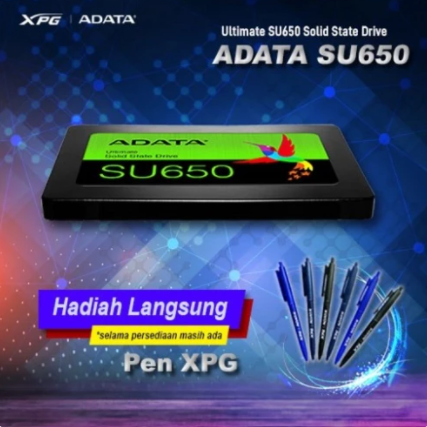 XPG | ADATA
Ultimate SU650 Solid State Drive
ADATA SU650
ADATA
Ultimate
Solid State Drive
SU650
Hadiah Langsung
*selama persediaan masih ada
Pen XPG